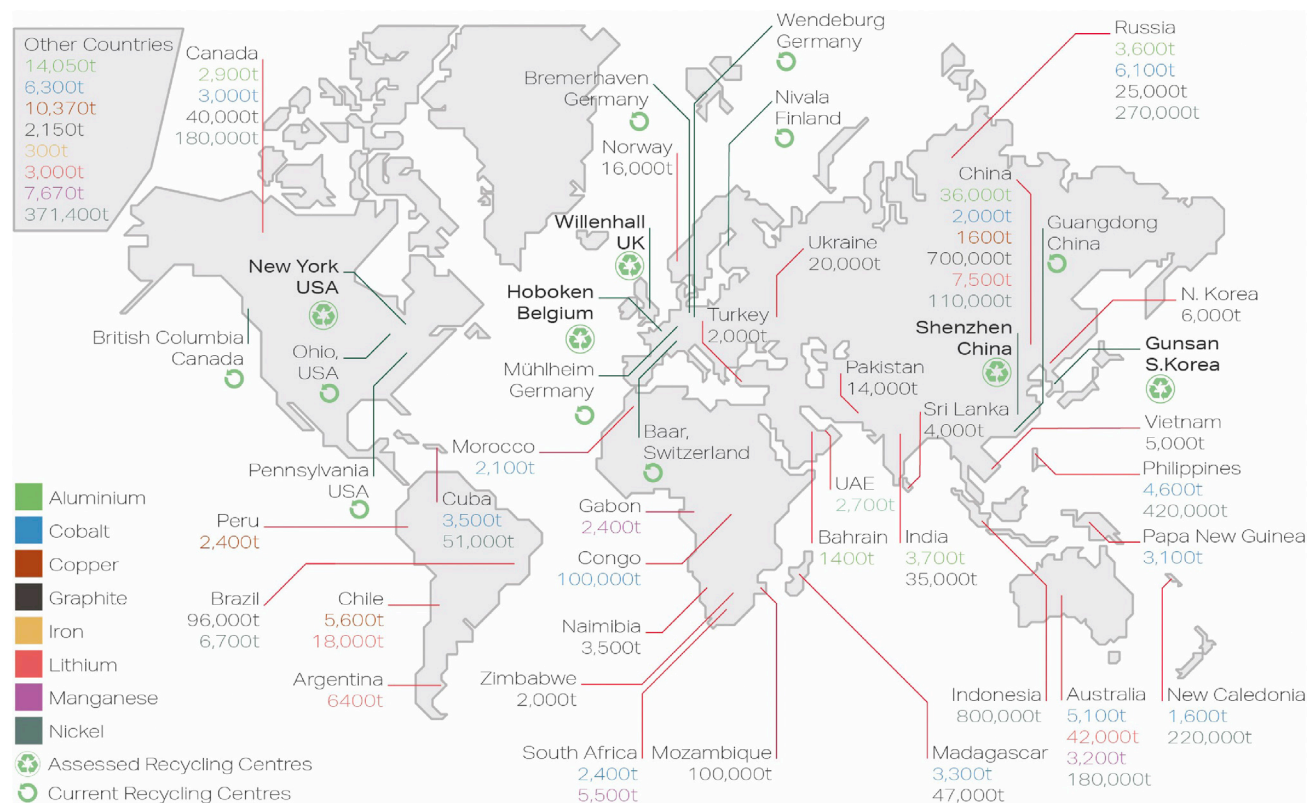 Other Countries
14,050t
6,300t
10,370t
2,150t
300t
3,000t
7,670t
371,400t
Canada
2,900t
3,000t
40,000t
180,000t
Wendeburg
Germany
Bremerhaven
Germany
Nivala
Finland
Norway
16,000t
Russia
3,600t
6,100t
25,000t
270,000t
China
36,000t
2,000t
1600t
700,000t
7,500t
110,000t
Guangdong
China
Willenhall
UK
Ukraine
20,000t
New York
USA
Hoboken
Belgium
Turkey
2,000t
N. Korea
6,000t
British Columbia
Canada
Ohio,
USA
Mühlheim
Germany
Shenzhen
China
Gunsan
S.Korea
Pakistan
14,000t
Sri Lanka
4,000t
Vietnam
5,000t
Morocco
2,100t
Baar,
Switzerland
Pennsylvania
USA
Cuba
3,500t
51,000t
UAE
2,700t
Philippines
4,600t
420,000t
Peru
2,400t
Gabon
2,400t
Congo
100,000t
Bahrain
1400t
India
3,700t
35,000t
Papa New Guinea
3,100t
Brazil
96,000t
6,700t
Chile
5,600t
18,000t
Naimibia
3,500t
Argentina
6400t
Zimbabwe
2,000t
Indonesia
800,000t
Australia
5,100t
42,000t
3,200t
180,000t
New Caledonia
1,600t
220,000t
South Africa
2,400t
5,500t
Mozambique
100,000t
Madagascar
3,300t
47,000t
Aluminium
Cobalt
Copper
Graphite
Iron
Lithium
Manganese
Nickel
Assessed Recycling Centres
Current Recycling Centres